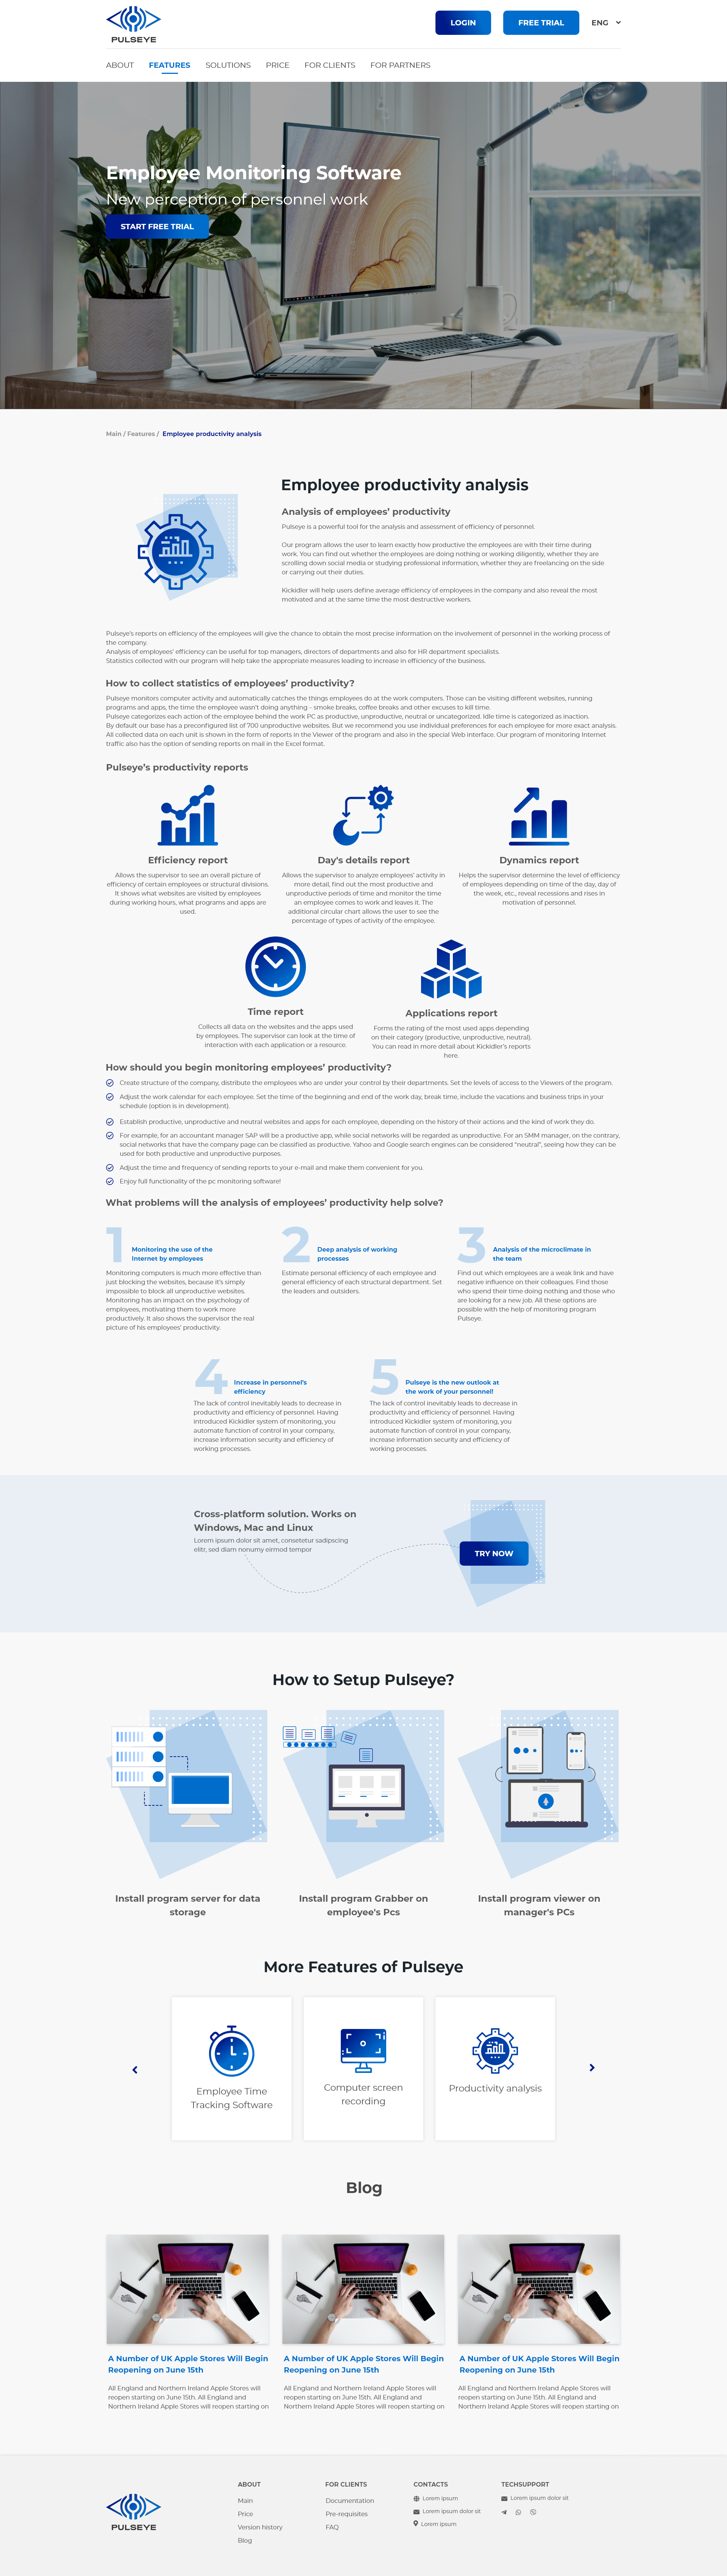 PULSEYE
LOGIN
FREE TRIAL
ENG
ABOUT
FEATURES
SOLUTIONS
PRICE
FOR CLIENTS
FOR PARTNERS
Employee Monitoring Software
New perception of personnel work
START FREE TRIAL
Main / Features / Employee productivity analysis
Employee productivity analysis
Analysis of employees' productivity
Pulseye is a powerful tool for the analysis and assessment of efficiency of personnel.
Our program allows the user to learn exactly how productive the employees are with their time during
work. You can find out whether the employees are doing nothing or working diligently, whether they are
scrolling down social media or studying professional information, whether they are freelancing on the side
or carrying out their duties.
Kickidler will help users define average efficiency of employees in the company and also reveal the most
motivated and at the same time the most destructive workers.
Pulseye's reports on efficiency of the employees will give the chance to obtain the most precise information on the involvement of personnel in the working process of
the company.
Analysis of employees' efficiency can be useful for top managers, directors of departments and also for HR department specialists.
Statistics collected with our program will help take the appropriate measures leading to increase in efficiency of the business.
How to collect statistics of employees' productivity?
Pulseye monitors computer activity and automatically catches the things employees do at the work computers. Those can be visiting different websites, running
programs and apps, the time the employee wasn't doing anything – smoke breaks, coffee breaks and other excuses to kill time.
Pulseye categorizes each action of the employee behind the work PC as productive, unproductive, neutral or uncategorized. Idle time is categorized as inaction.
By default our base has a preconfigured list of 700 unproductive websites. But we recommend you use individual preferences for each employee for more exact analysis.
All collected data on each unit is shown in the form of reports in the Viewer of the program and also in the special Web interface. Our program of monitoring Internet
traffic also has the option of sending reports on mail in the Excel format.
Pulseye's productivity reports
Efficiency report
Allows the supervisor to see an overall picture of
efficiency of certain employees or structural divisions.
It shows what websites are visited by employees
during working hours, what programs and apps are
used.
Day's details report
Allows the supervisor to analyze employees' activity in
more detail, find out the most productive and
unproductive periods of time and monitor the time
an employee comes to work and leaves it. The
additional circular chart allows the user to see the
percentage of types of activity of the employee.
Dynamics report
Helps the supervisor determine the level of efficiency
of employees depending on time of the day, day of
the week, etc., reveal recessions and rises in
motivation of personnel.
Time report
Collects all data on the websites and the apps used
by employees. The supervisor can look at the time of
interaction with each application or a resource.
Applications report
Forms the rating of the most used apps depending
on their category (productive, unproductive, neutral).
You can read in more detail about Kickidler's reports
here.
How should you begin monitoring employees' productivity?
Create structure of the company, distribute the employees who are under your control by their departments. Set the levels of access to the Viewers of the program.
Adjust the work calendar for each employee. Set the time of the beginning and end of the work day, break time, include the vacations and business trips in your
schedule (option is in development).
Establish productive, unproductive and neutral websites and apps for each employee, depending on the history of their actions and the kind of work they do.
For example, for an accountant manager SAP will be a productive app, while social networks will be regarded as unproductive. For an SMM manager, on the contrary,
social networks that have the company page can be classified as productive. Yahoo and Google search engines can be considered "neutral", seeing how they can be
used for both productive and unproductive purposes.
Adjust the time and frequency of sending reports to your e-mail and make them convenient for you.
Enjoy full functionality of the pc monitoring software!
What problems will the analysis of employees' productivity help solve?
1
Monitoring the use of the
Internet by employees
Monitoring computers is much more effective than
just blocking the websites, because it's simply
impossible to block all unproductive websites.
Monitoring has an impact on the psychology of
employees, motivating them to work more
productively. It also shows the supervisor the real
picture of his employees' productivity.
2
Deep analysis of working
processes
Estimate personal efficiency of each employee and
general efficiency of each structural department. Set
the leaders and outsiders.
3
Analysis of the microclimate in
the team
Find out which employees are a weak link and have
negative influence on their colleagues. Find those
who spend their time doing nothing and those who
are looking for a new job. All these options are
possible with the help of monitoring program
Pulseye.
4
Increase in personnel's
efficiency
The lack of control inevitably leads to decrease in
productivity and efficiency of personnel. Having
introduced Kickidler system of monitoring, you
automate function of control in your company,
increase information security and efficiency of
working processes.
5
Pulseye is the new outlook at
the work of your personnel!
The lack of control inevitably leads to decrease in
productivity and efficiency of personnel. Having
introduced Kickidler system of monitoring, you
automate function of control in your company,
increase information security and efficiency of
working processes.
Cross-platform solution. Works on
Windows, Mac and Linux
Lorem ipsum dolor sit amet, consetetur sadipscing
elitr, sed diam nonumy eirmod tempor
TRY NOW
How to Setup Pulseye?
Install program server for data
storage
Install program Grabber on
employee's Pcs
Install program viewer on
manager's PCs
More Features of Pulseye
Employee Time
Tracking Software
Computer screen
recording
Productivity analysis
Blog
A Number of UK Apple Stores Will Begin
Reopening on June 15th
All England and Northern Ireland Apple Stores will
reopen starting on June 15th. All England and
Northern Ireland Apple Stores will reopen starting on
A Number of UK Apple Stores Will Begin
Reopening on June 15th
All England and Northern Ireland Apple Stores will
reopen starting on June 15th. All England and
Northern Ireland Apple Stores will reopen starting on
A Number of UK Apple Stores Will Begin
Reopening on June 15th
All England and Northern Ireland Apple Stores will
reopen starting on June 15th. All England and
Northern Ireland Apple Stores will reopen starting on
PULSEYE
ABOUT
Main
Price
Version history
Blog
FOR CLIENTS
Documentation
Pre-requisites
FAQ
CONTACTS
Lorem ipsum
Lorem ipsum dolor sit
Lorem ipsum
TECHSUPPORT
Lorem ipsum dolor sit